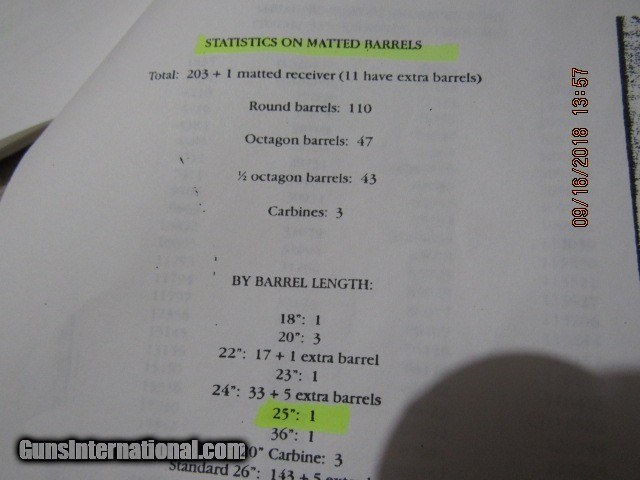 STATISTICS ON MATTED BARRELS
Total: 203 + 1 matted receiver (11 have extra barrels)
Round barrels: 110
Octagon barrels: 47
½ octagon barrels: 43
Carbines: 3
BY BARREL LENGTH:
18": 1
20": 3
22": 17 + 1 extra barrel
23": 1
24": 33 + 5 extra barrels
25": 1
36": 1
0" Carbine: 3
Standard 26": 143 + 5
09/16/2018 13:57
GunsInternational.com